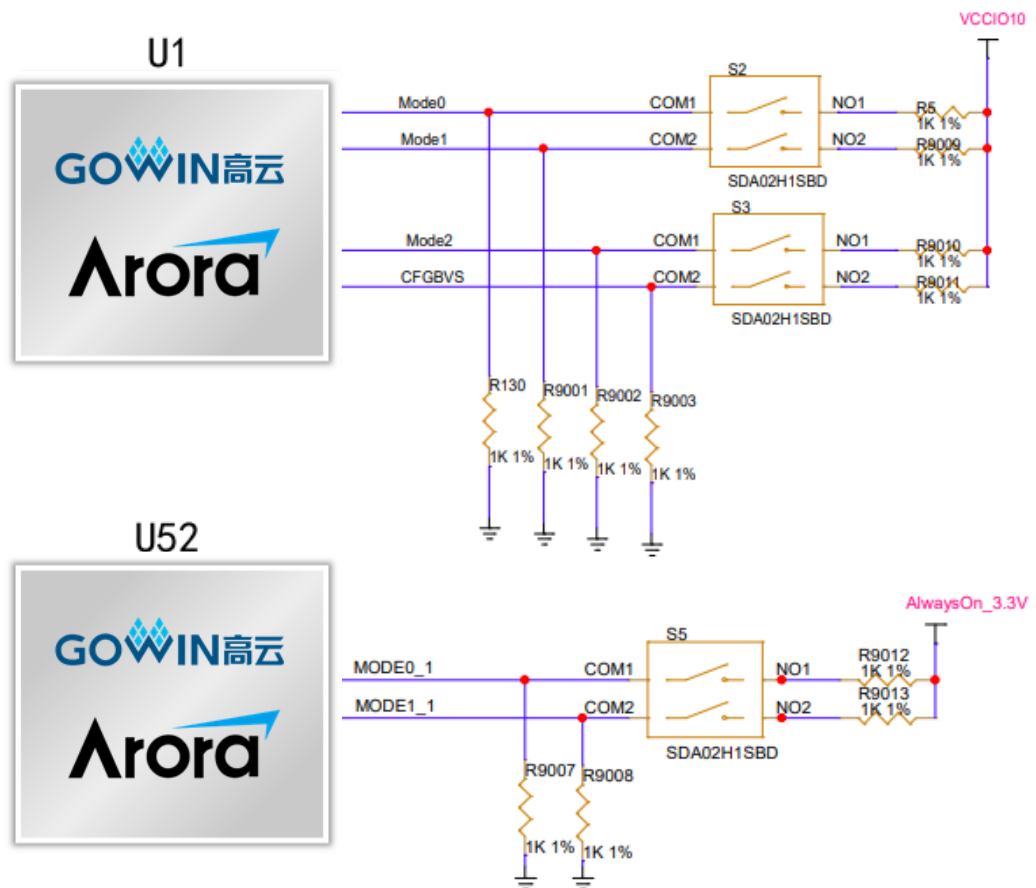 VCCIO10
U1
GOWIN高云
Arora
S2
Mode0
COM1
NO1
R5
1K 1%
Mode1
COM2
NO2
R9009
1K 1%
SDA02H1SBD
S3
Mode2
COM1
NO1
R9010
1K 1%
CFGBVS
COM2
NO2
R9011
1K 1%
SDA02H1SBD
R130
R9001
R9002
R9003
1K 1%
1K 1%
1K 1%
1K 1%
U52
GOWIN高云
Arora
AlwaysOn_3.3V
S5
MODE0_1
COM1
NO1
R9012
1K 1%
MODE1_1
COM2
NO2
R9013
1K 1%
SDA02H1SBD
R9007
R9008
1K 1%
1K 1%